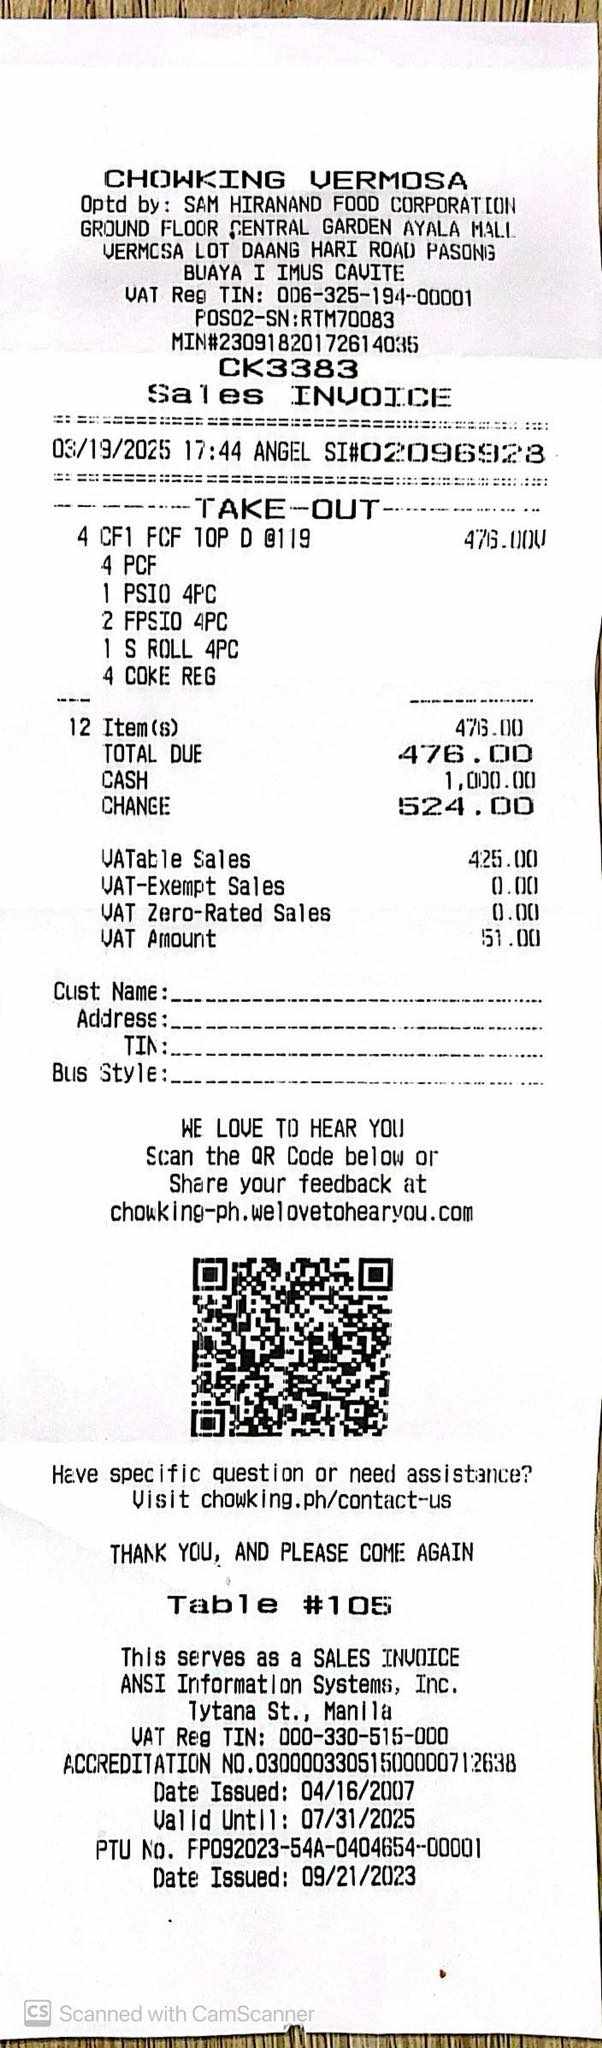 CHOWKING VERMOSA
Optd by: SAM HIRANAND FOOD CORPORATION
GROUND FLOOR CENTRAL GARDEN AYALA MALL
VERMOSA LOT DAANG HARI ROAD PASONG
BUAYA I IMUS CAVITE
VAT Reg TIN: 006-325-194-00001
POS02-SN:RTM70083
MIN#23091820172614035
CK3383
Sales INVOICE
03/19/2025 17:44 ANGEL SI#02096928
TAKE-OUT
4 CF1 FCF TOP D @119 476.00V
4 PCF
1 PSIO 4PC
2 FPSIO 4PC
1 S ROLL 4PC
4 COKE REG
12 Item(s) 476.00
TOTAL DUE 476.00
CASH 1,000.00
CHANGE 524.00
VATable Sales 425.00
VAT-Exempt Sales 0.00
VAT Zero-Rated Sales 0.00
VAT Amount 51.00
Cust Name:
Address:
TIN:
Bus Style:
WE LOVE TO HEAR YOU
Scan the QR Code below or
Share your feedback at
chowking-ph.welovetohearyou.com
Have specific question or need assistance?
Visit chowking.ph/contact-us
THANK YOU, AND PLEASE COME AGAIN
Table #105
This serves as a SALES INVOICE
ANSI Information Systems, Inc.
Tytana St., Manila
VAT Reg TIN: 000-330-515-000
ACCREDITATION NO.030000330515000000712638
Date Issued: 04/16/2007
Valid Until: 07/31/2025
PTU No. FP092023-54A-0404654-00001
Date Issued: 09/21/2023
CS Scanned with CamScanner